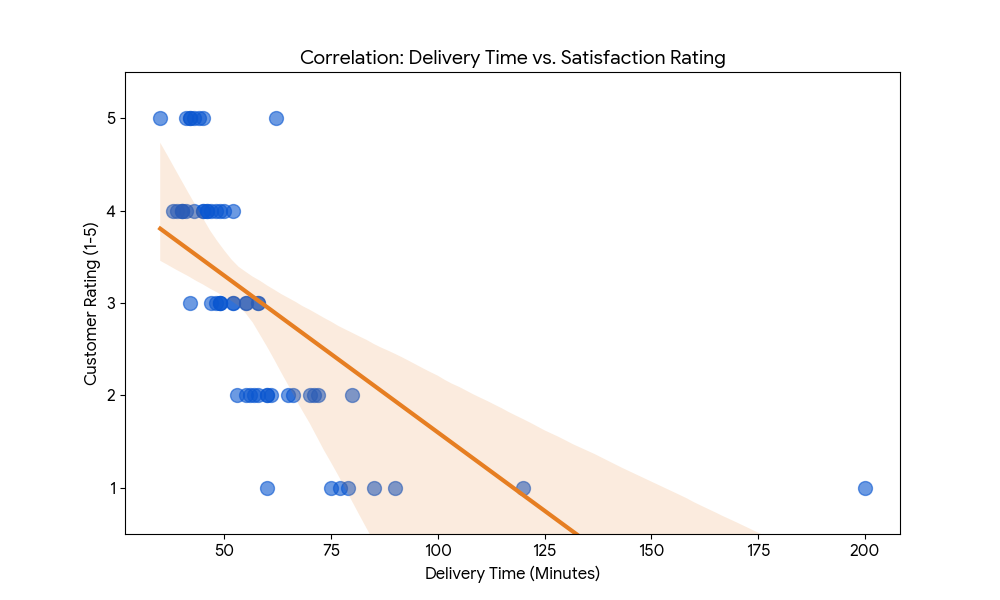 Correlation: Delivery Time vs. Satisfaction Rating
Customer Rating (1-5)
5
4
3
2
1
50 75 100 125 150 175 200
Delivery Time (Minutes)